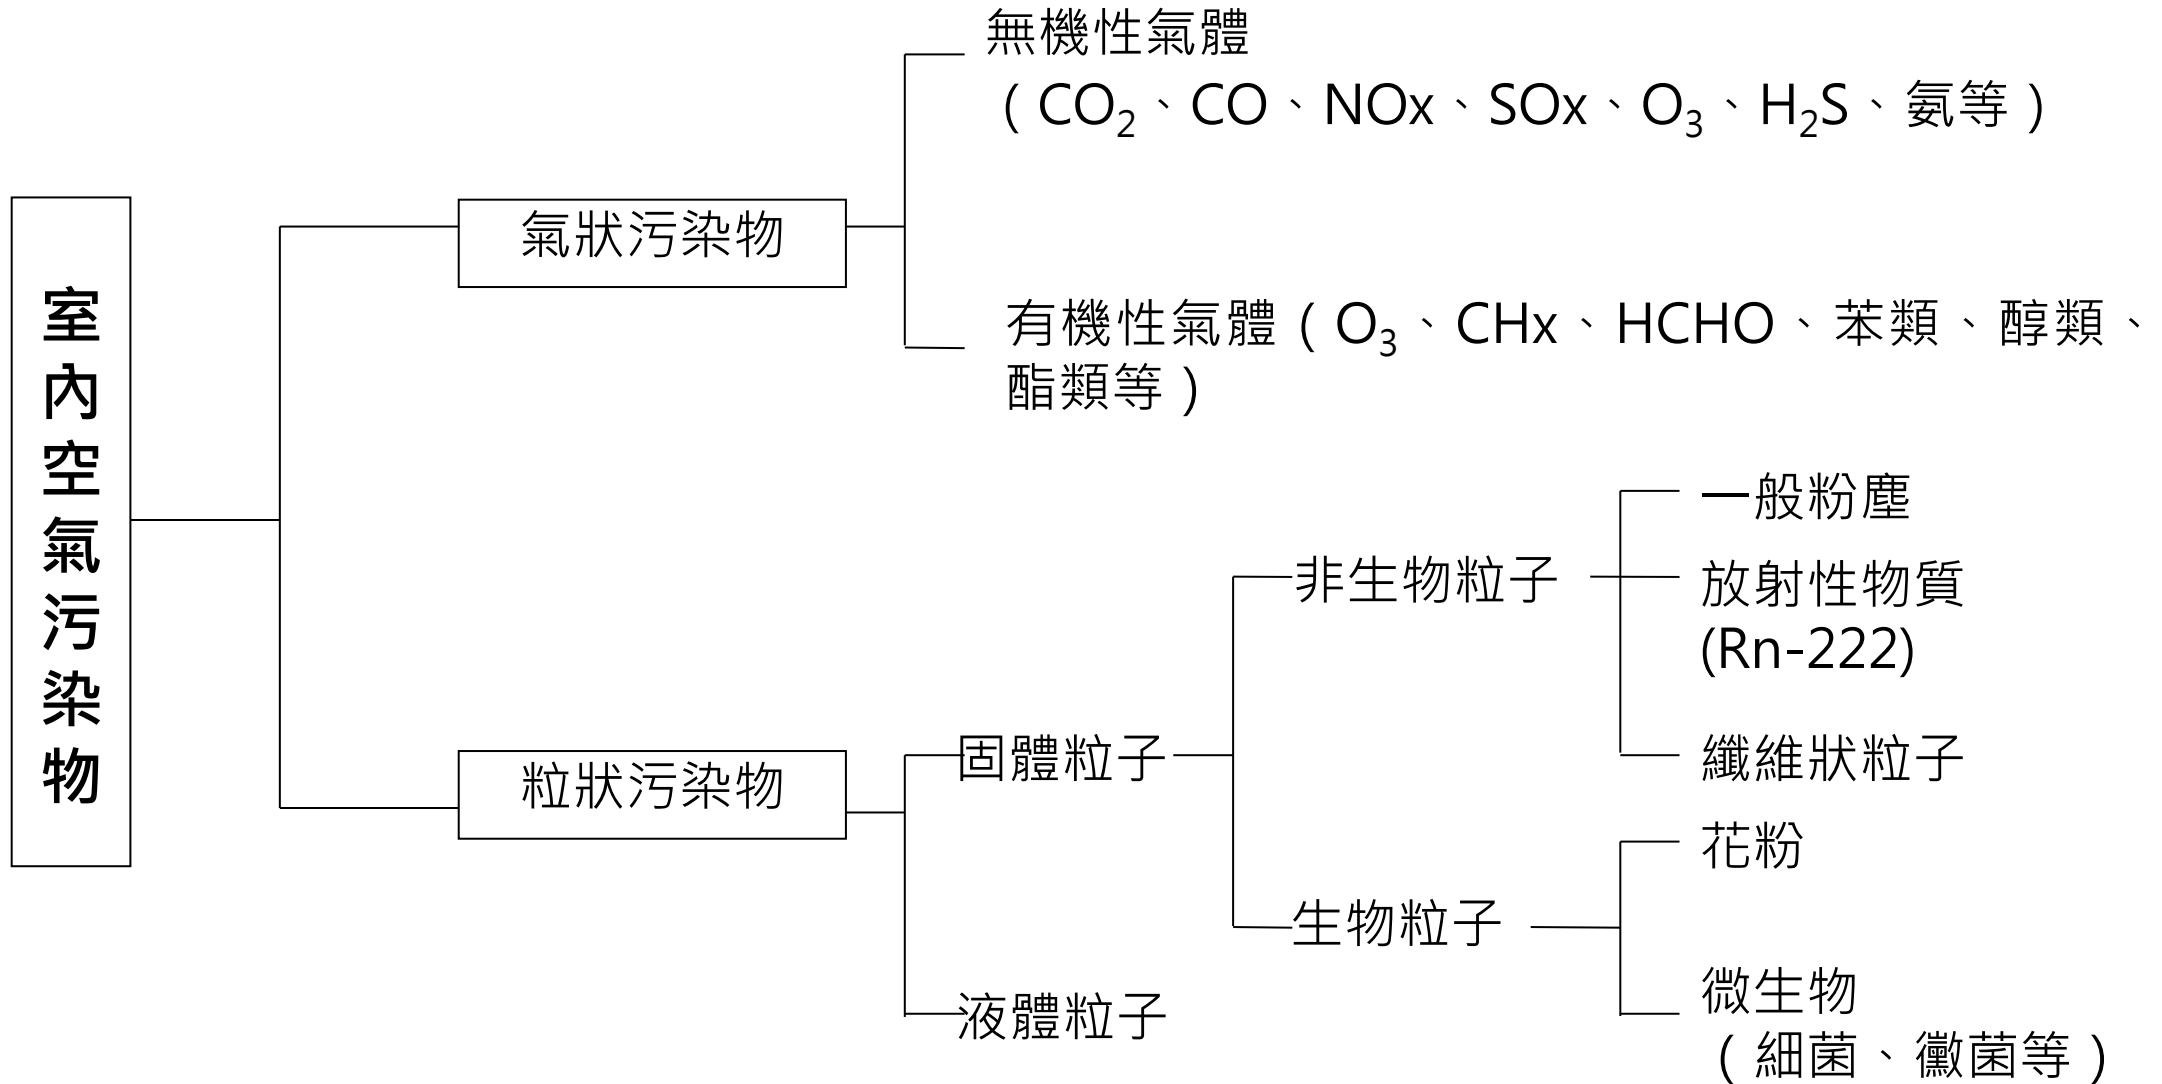 室內空氣污染物
氣狀污染物
無機性氣體
（CO₂、CO、NOx、SOx、O₃、H₂S、氨等）
有機性氣體（O₃、CHx、HCHO、苯類、醇類、
酯類等）
粒狀污染物
固體粒子
非生物粒子
一般粉塵
放射性物質
(Rn-222)
纖維狀粒子
生物粒子
花粉
微生物
（細菌、黴菌等）
液體粒子